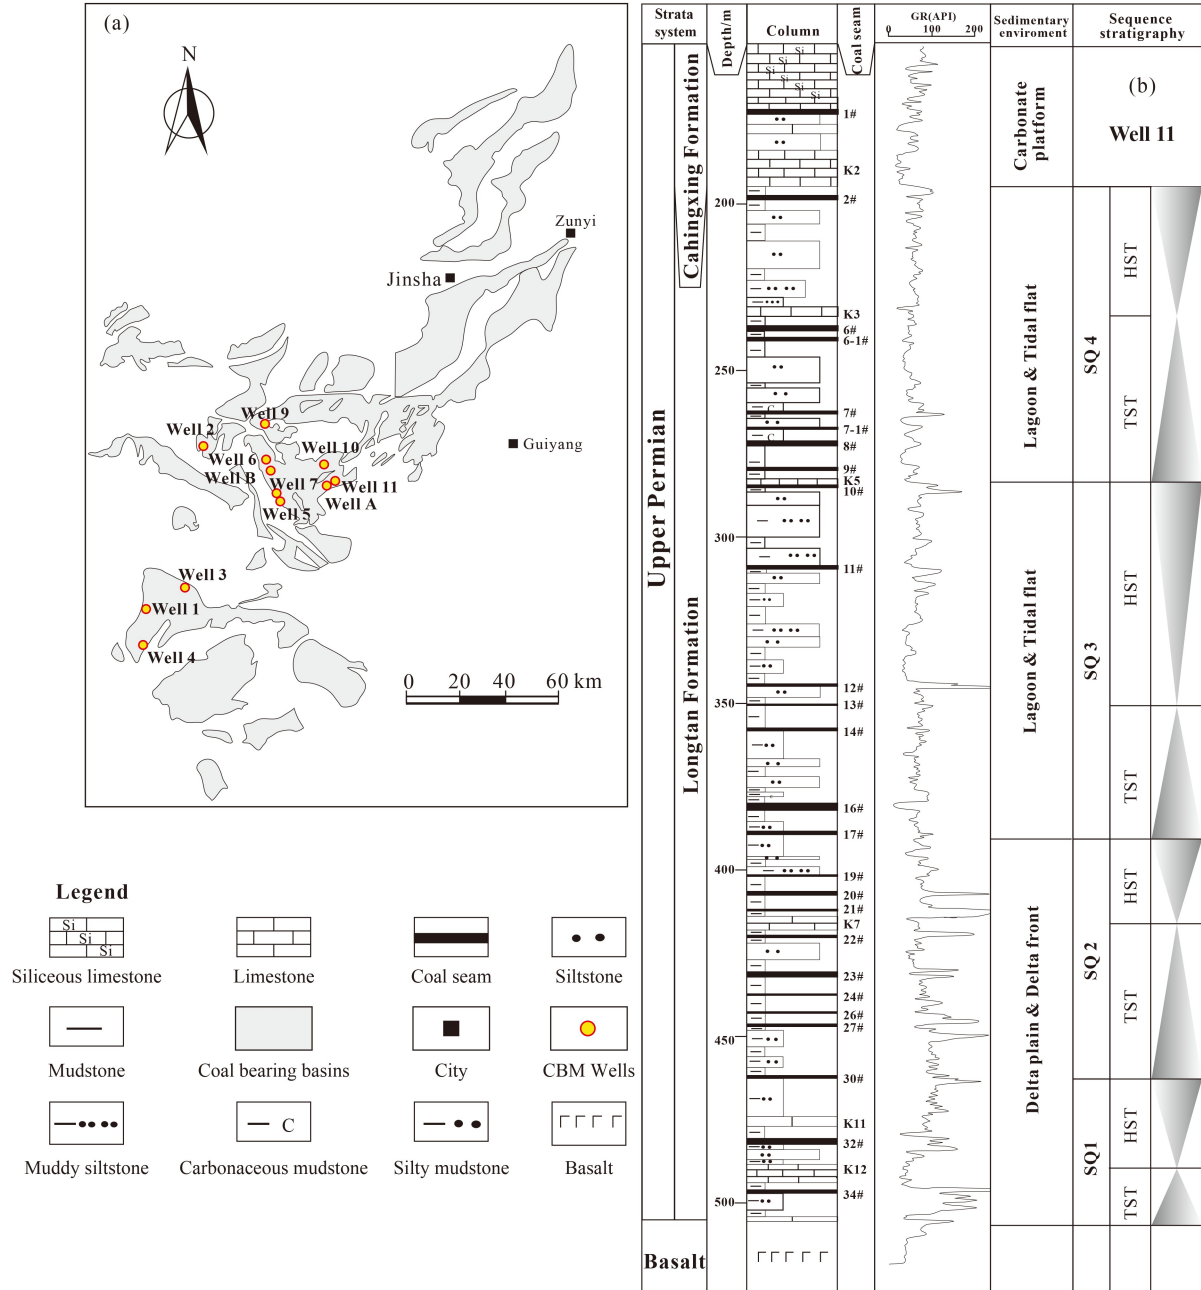 (a)
N
Zunyi
Jinsha
Guiyang
Well 9
Well 2
Well 6
Well 10
Well B
Well 7
Well 11
Well A
Well 5
Well 3
Well 1
Well 4
0 20 40 60 km
Legend
Si
Si
Si
Siliceous limestone
Limestone
Coal seam
Siltstone
Mudstone
Coal bearing basins
City
CBM Wells
C
Muddy siltstone
Carbonaceous mudstone
Silty mudstone
Basalt
Strata system
Depth/m
Column
Coal seam
GR(API)
0 100 200
Sedimentary enviroment
Sequence stratigraphy
(b)
Well 11
Upper Permian
Cahingxing Formation
Longtan Formation
Basalt
200
250
300
350
400
450
500
Si
Si
Si
Si
Si
Si
C
C
1#
K2
2#
K3
6#
6-1#
7#
7-1#
8#
9#
K5
10#
11#
12#
13#
14#
16#
17#
19#
20#
21#
K7
22#
23#
24#
26#
27#
30#
K11
32#
K12
34#
Carbonate platform
Lagoon & Tidal flat
Lagoon & Tidal flat
Delta plain & Delta front
SQ 4
SQ 3
SQ 2
SQ1
HST
TST
HST
TST
HST
TST
HST
TST